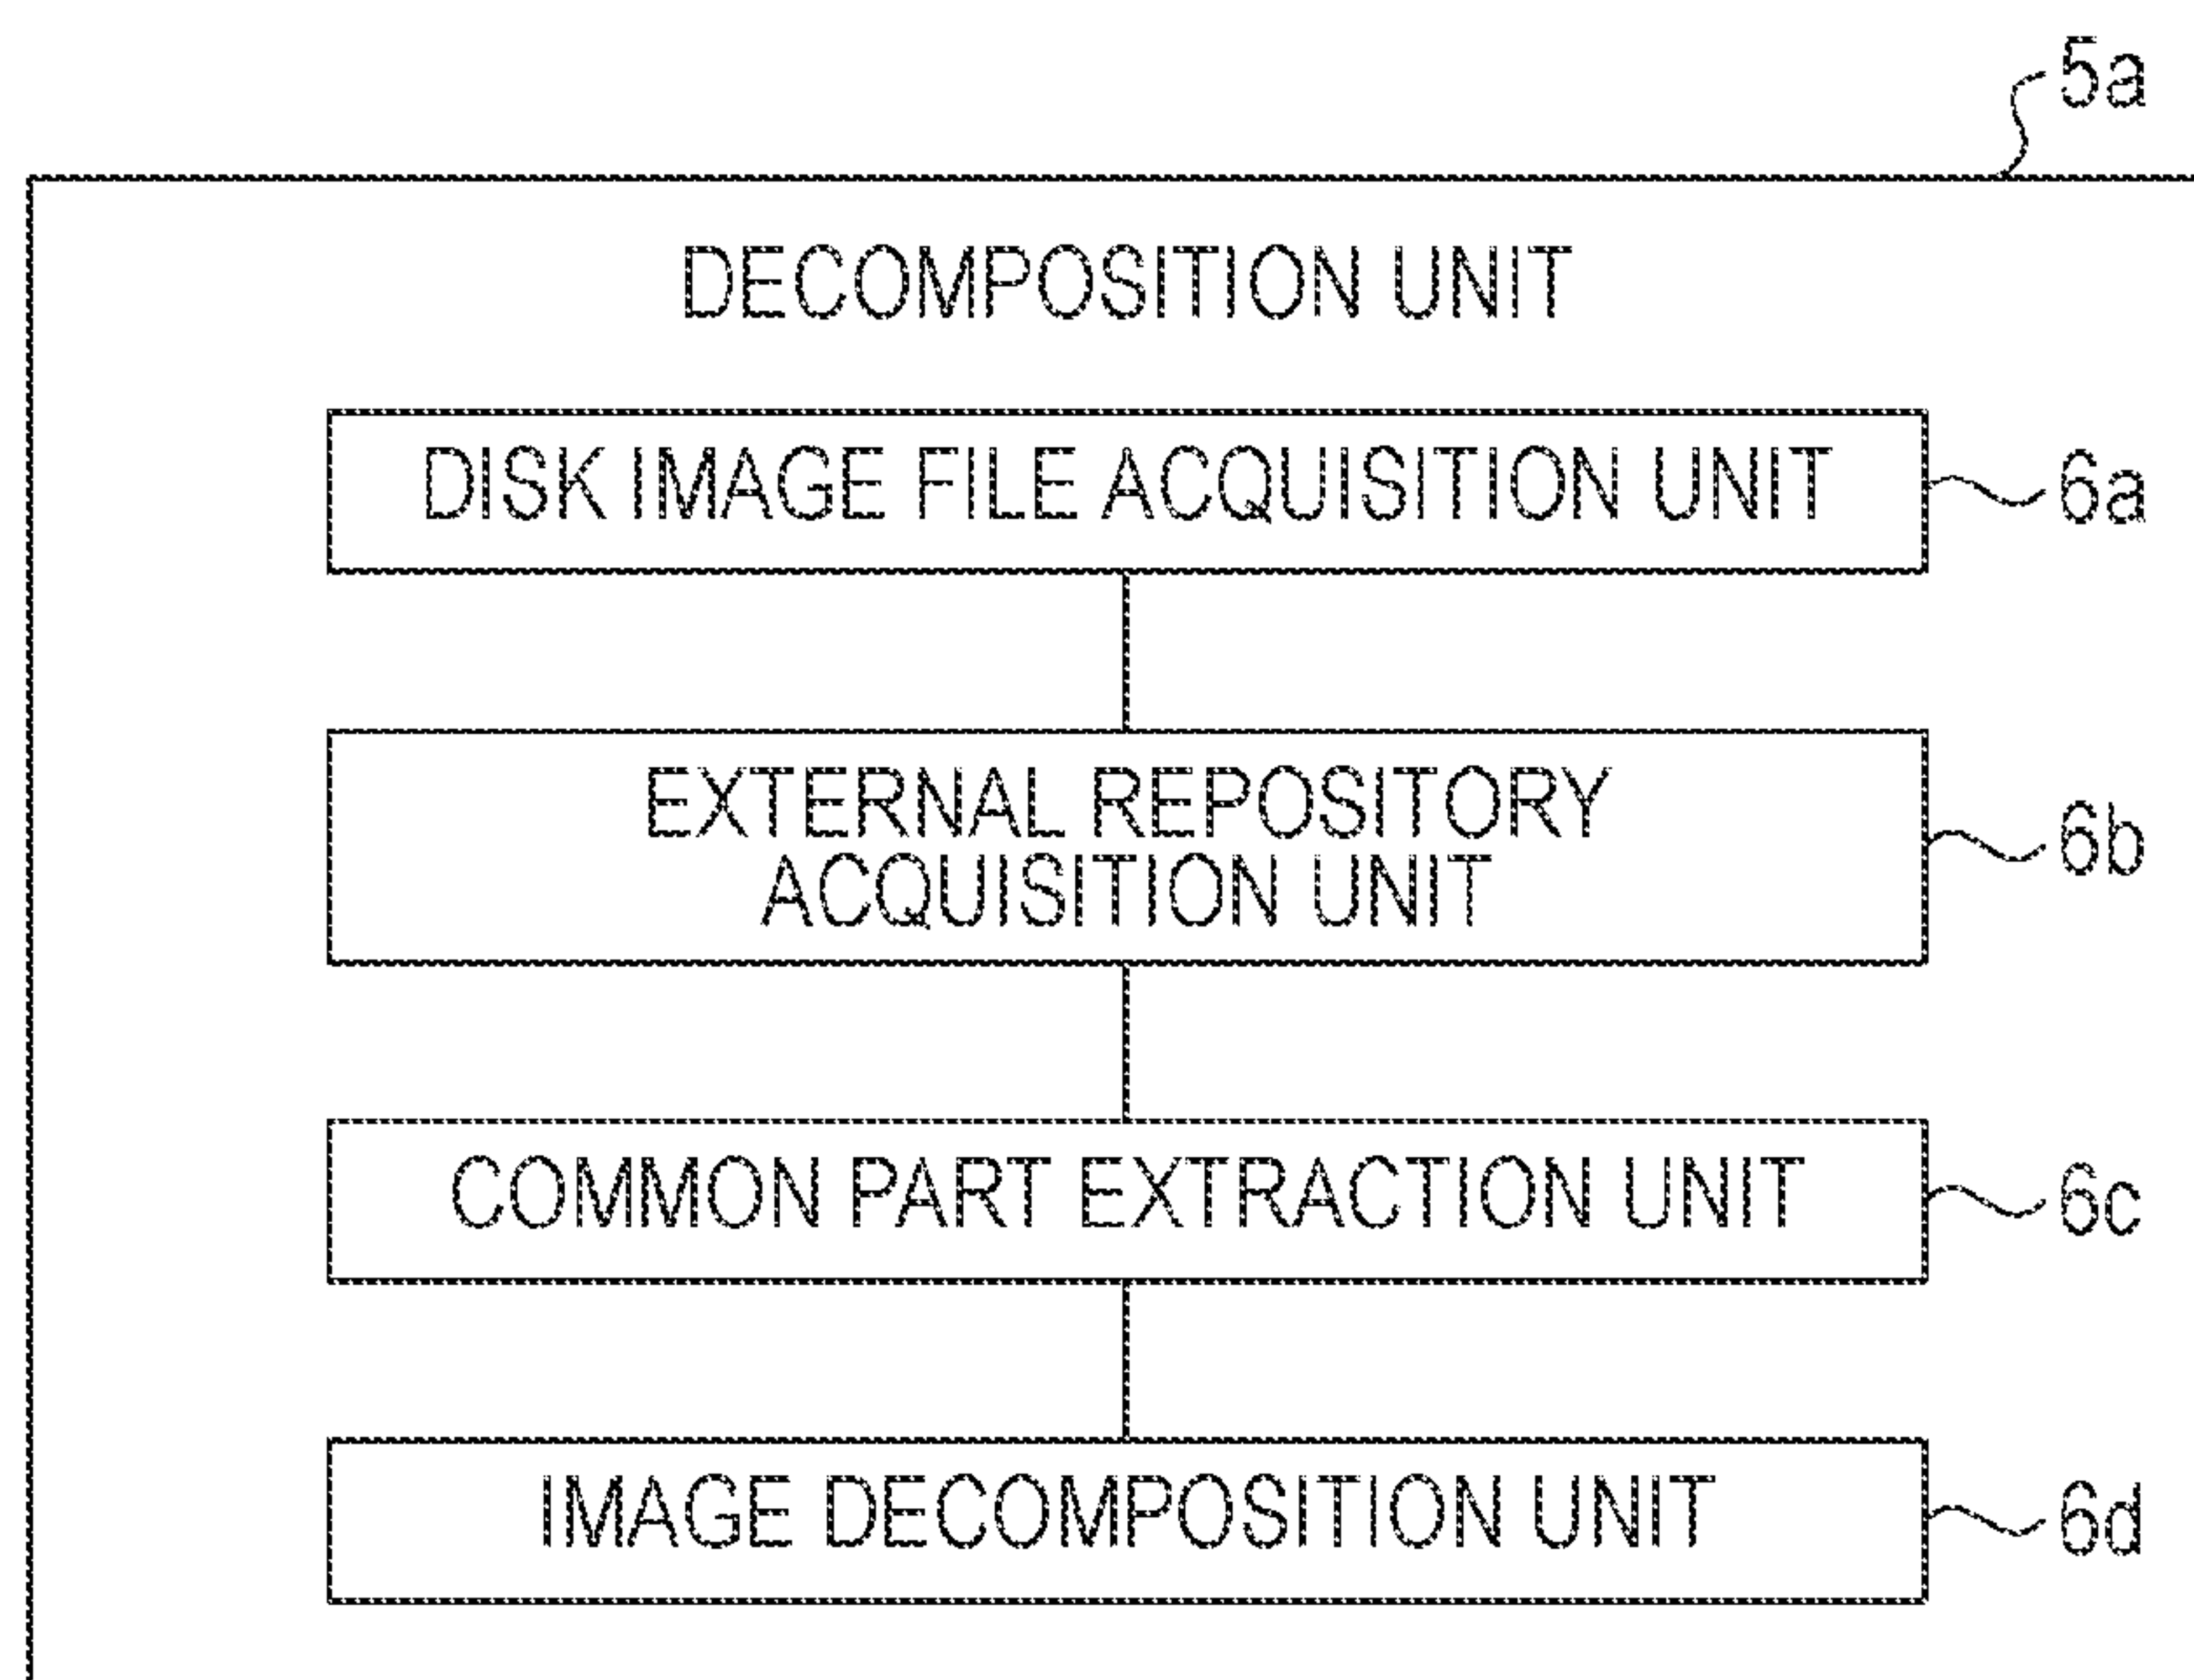 5a
DECOMPOSITION UNIT
DISK IMAGE FILE ACQUISITION UNIT
6a
EXTERNAL REPOSITORY
ACQUISITION UNIT
6b
COMMON PART EXTRACTION UNIT
6c
IMAGE DECOMPOSITION UNIT
6d